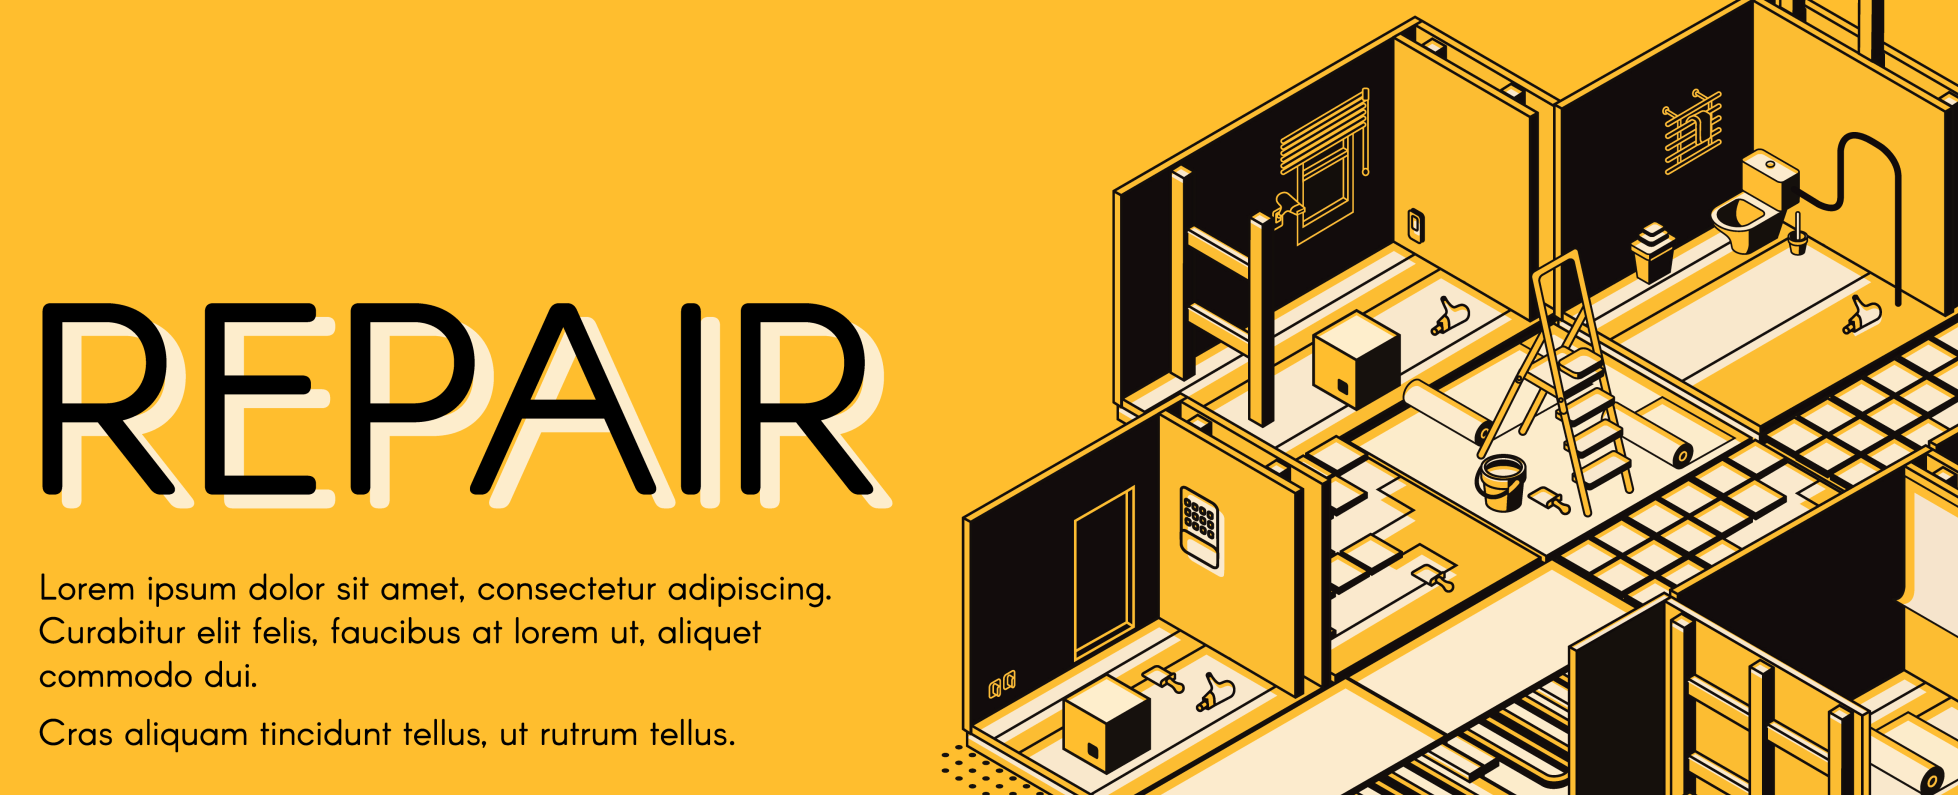 REPAIR
Lorem ipsum dolor sit amet, consectetur adipiscing.
Curabitur elit felis, faucibus at lorem ut, aliquet
commodo dui.
Cras aliquam tincidunt tellus, ut rutrum tellus.